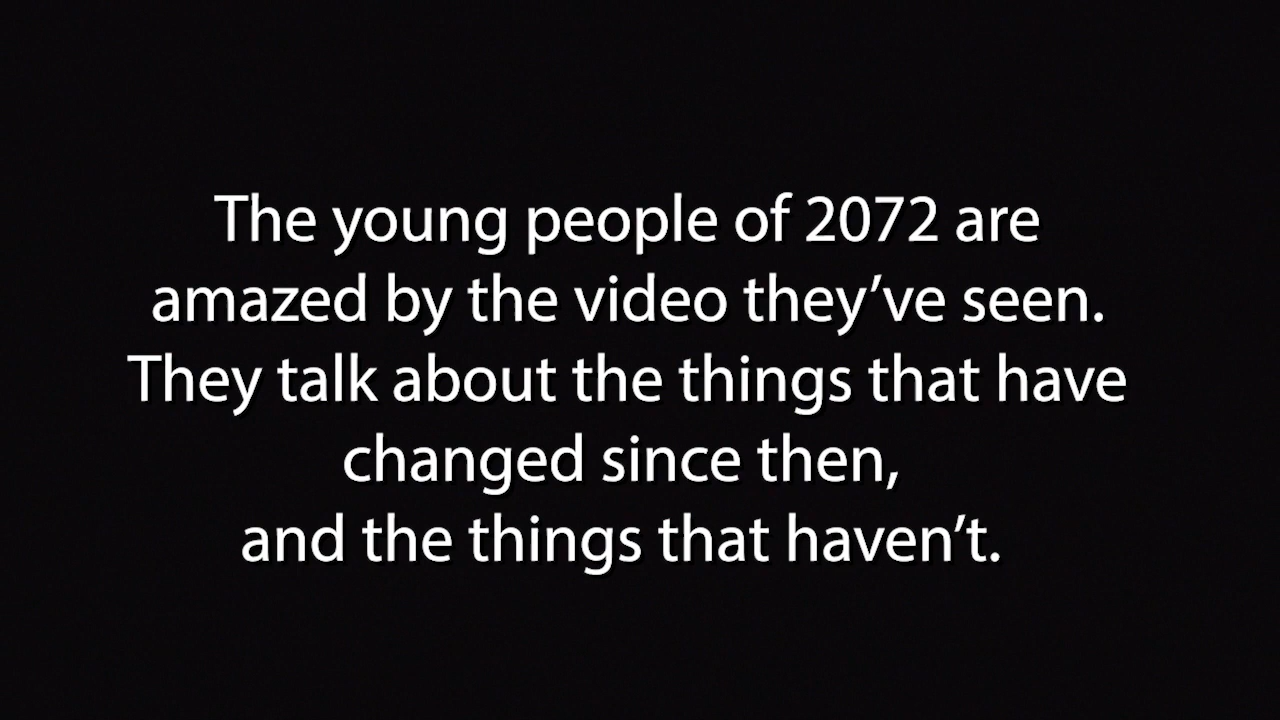 The young people of 2072 are
amazed by the video they’ve seen.
They talk about the things that have
changed since then,
and the things that haven’t.